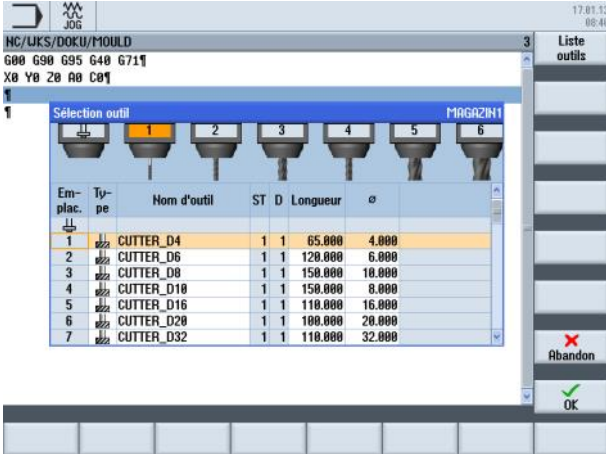 JOG
17.01.1
08:4
NC/WKS/DOKU/MOULD 3
Liste outils
G00 G90 G95 G40 G71¶
X0 Y0 Z0 A0 C0¶
¶
¶
Sélection outil MAGAZIN1
1 2 3 4 5 6
Em-plac. Ty-pe Nom d'outil ST D Longueur ø
1 CUTTER_D4 1 1 65.000 4.000
2 CUTTER_D6 1 1 120.000 6.000
3 CUTTER_D8 1 1 150.000 10.000
4 CUTTER_D10 1 1 150.000 8.000
5 CUTTER_D16 1 1 110.000 16.000
6 CUTTER_D20 1 1 100.000 20.000
7 CUTTER_D32 1 1 110.000 32.000
Abandon
OK